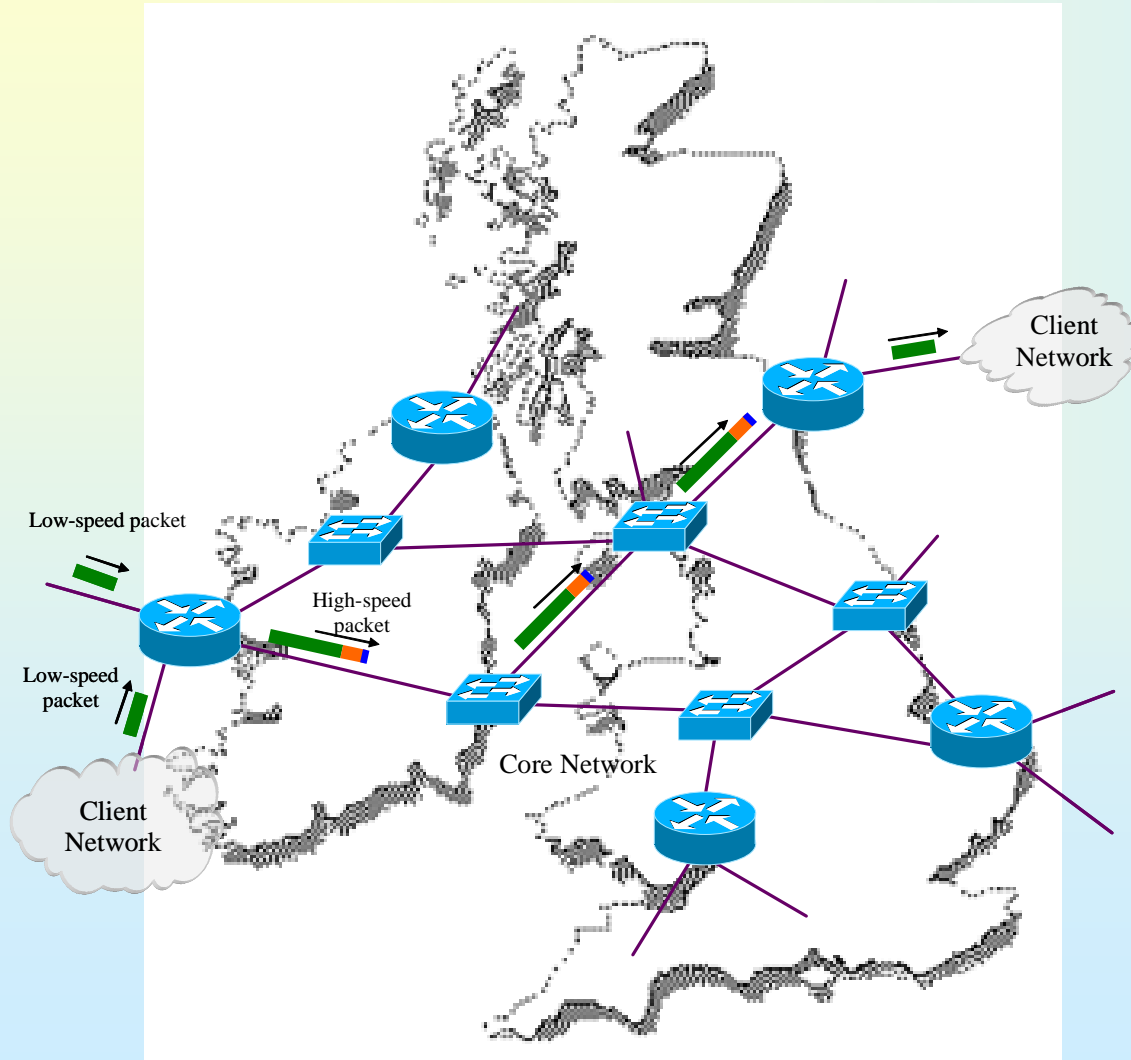 Client
Network
Low-speed packet
High-speed
packet
Low-speed
packet
Core Network
Client
Network